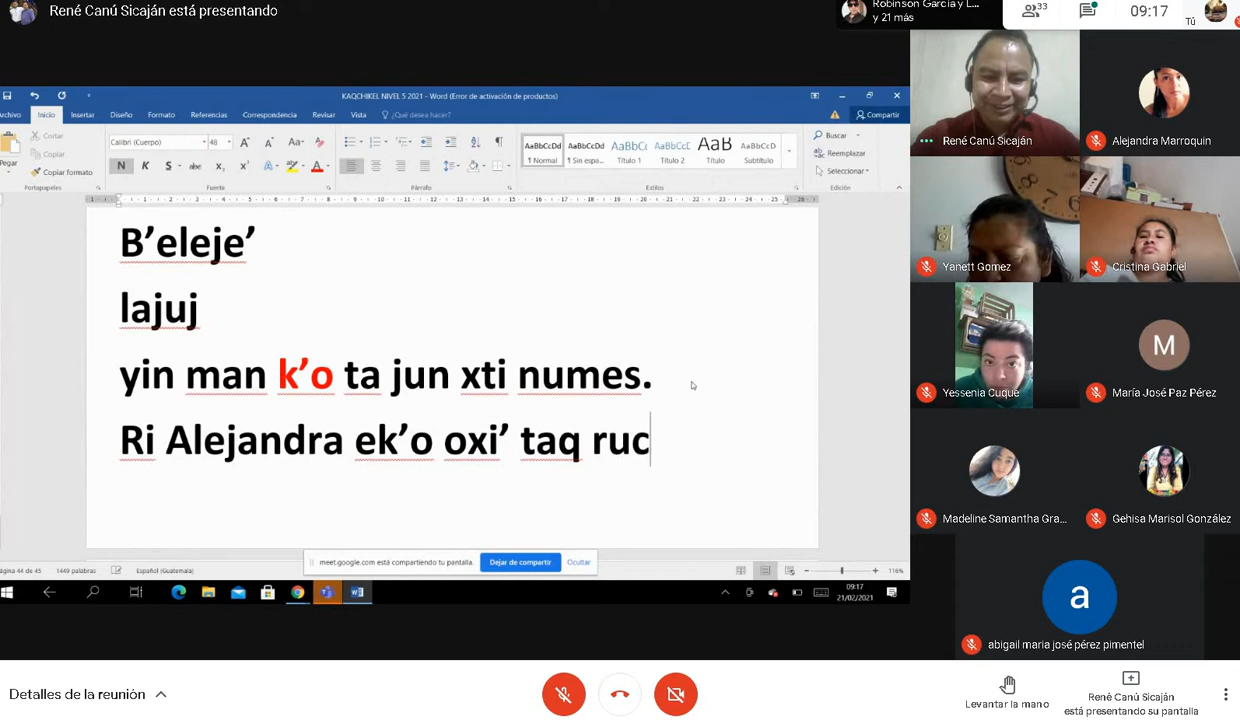 René Canú Sicaján está presentando
Robinson García y L...
y 21 más
33
09:17
Tú
KAQCHIKEL NIVEL 5 2021 - Word (Error de activación de productos)
Archivo Inicio Insertar Diseño Formato Referencias Correspondencia Revisar Vista ¿Qué desea hacer? Compartir
Pegar
Cortar
Copiar
Copiar formato
Calibri (Cuerpo) 48
N K S abc
AaBbCcDd AaBbCcDd AaBbCc AaBbCcC AaB AaBbCcD
¶ Normal ¶ Sin espa... Título 1 Título 2 Título Subtítulo
Buscar
Reemplazar
Seleccionar
Portapapeles Fuente Párrafo Estilos Edición
B’eleje’
lajuj
yin man k’o ta jun xti numes.
Ri Alejandra ek’o oxi’ taq ruc
meet.google.com está compartiendo tu pantalla. Dejar de compartir Ocultar
Página 44 de 45 1449 palabras Español (Guatemala) 116%
09:17
21/02/2021
René Canú Sicaján
Alejandra Marroquin
Yanett Gomez
Cristina Gabriel
Yessenia Cuque
M
María José Paz Pérez
Madeline Samantha Gra...
Gehisa Marisol González
a
abigail maria josé pérez pimentel
Detalles de la reunión
Levantar la mano
René Canú Sicaján
está presentando su pantalla